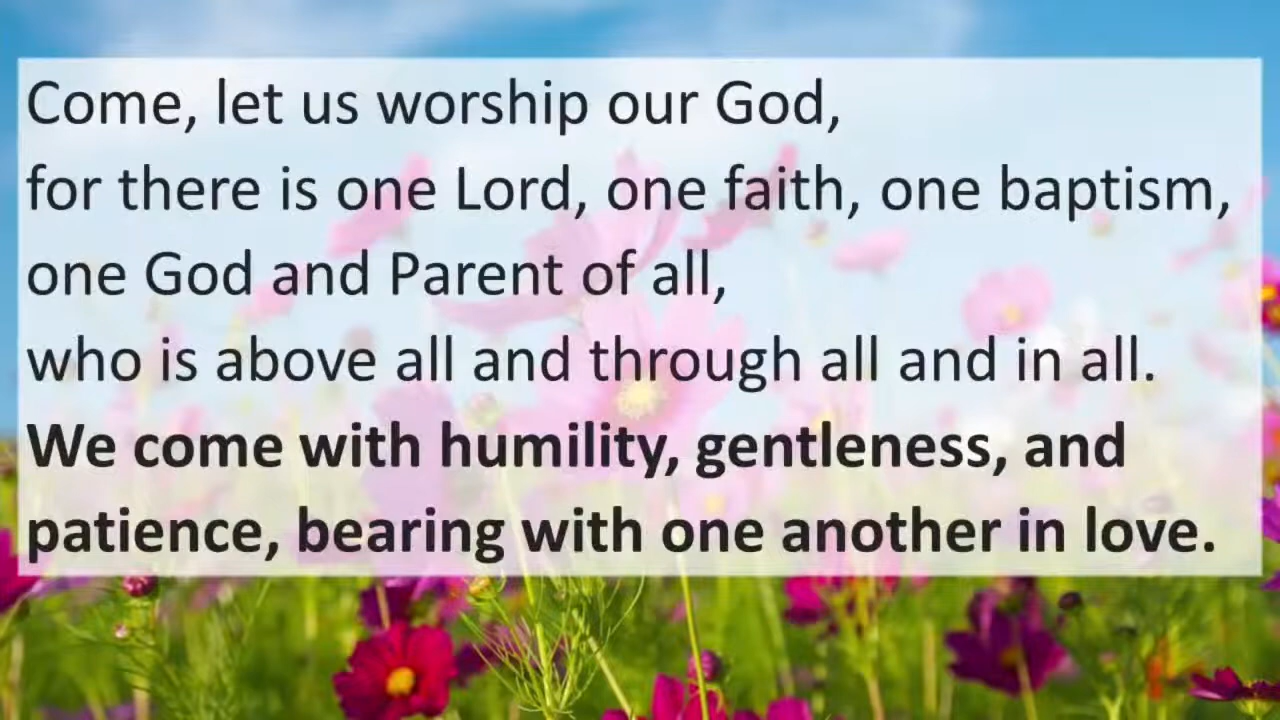 Come, let us worship our God,
for there is one Lord, one faith, one baptism,
one God and Parent of all,
who is above all and through all and in all.
We come with humility, gentleness, and
patience, bearing with one another in love.